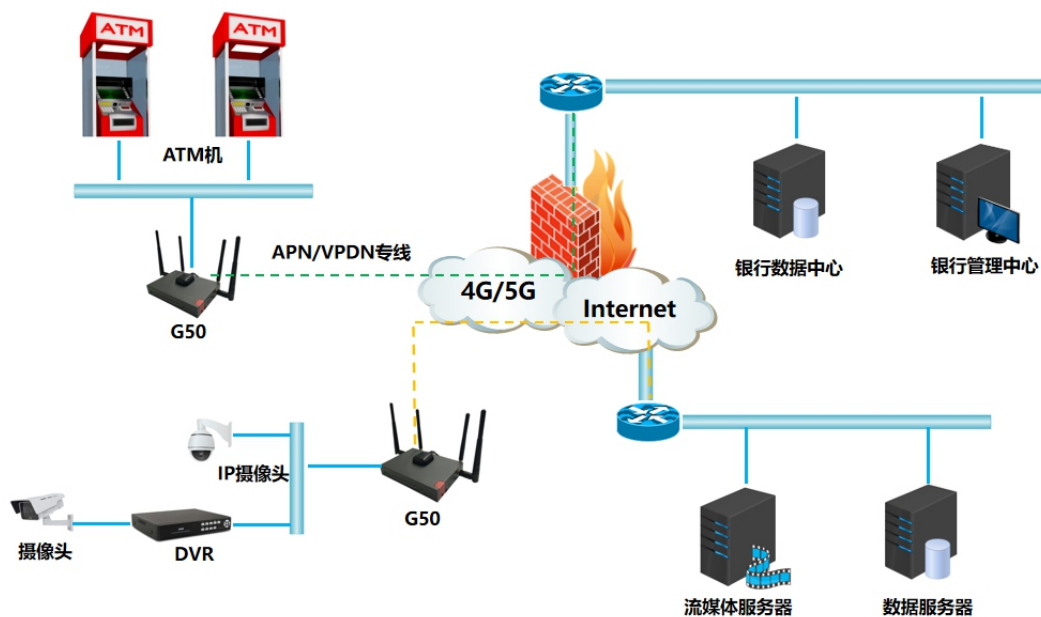 ATM
ATM
ATM机
APN/VPDN专线
G50
4G/5G
Internet
银行数据中心
银行管理中心
IP摄像头
摄像头
DVR
G50
流媒体服务器
数据服务器